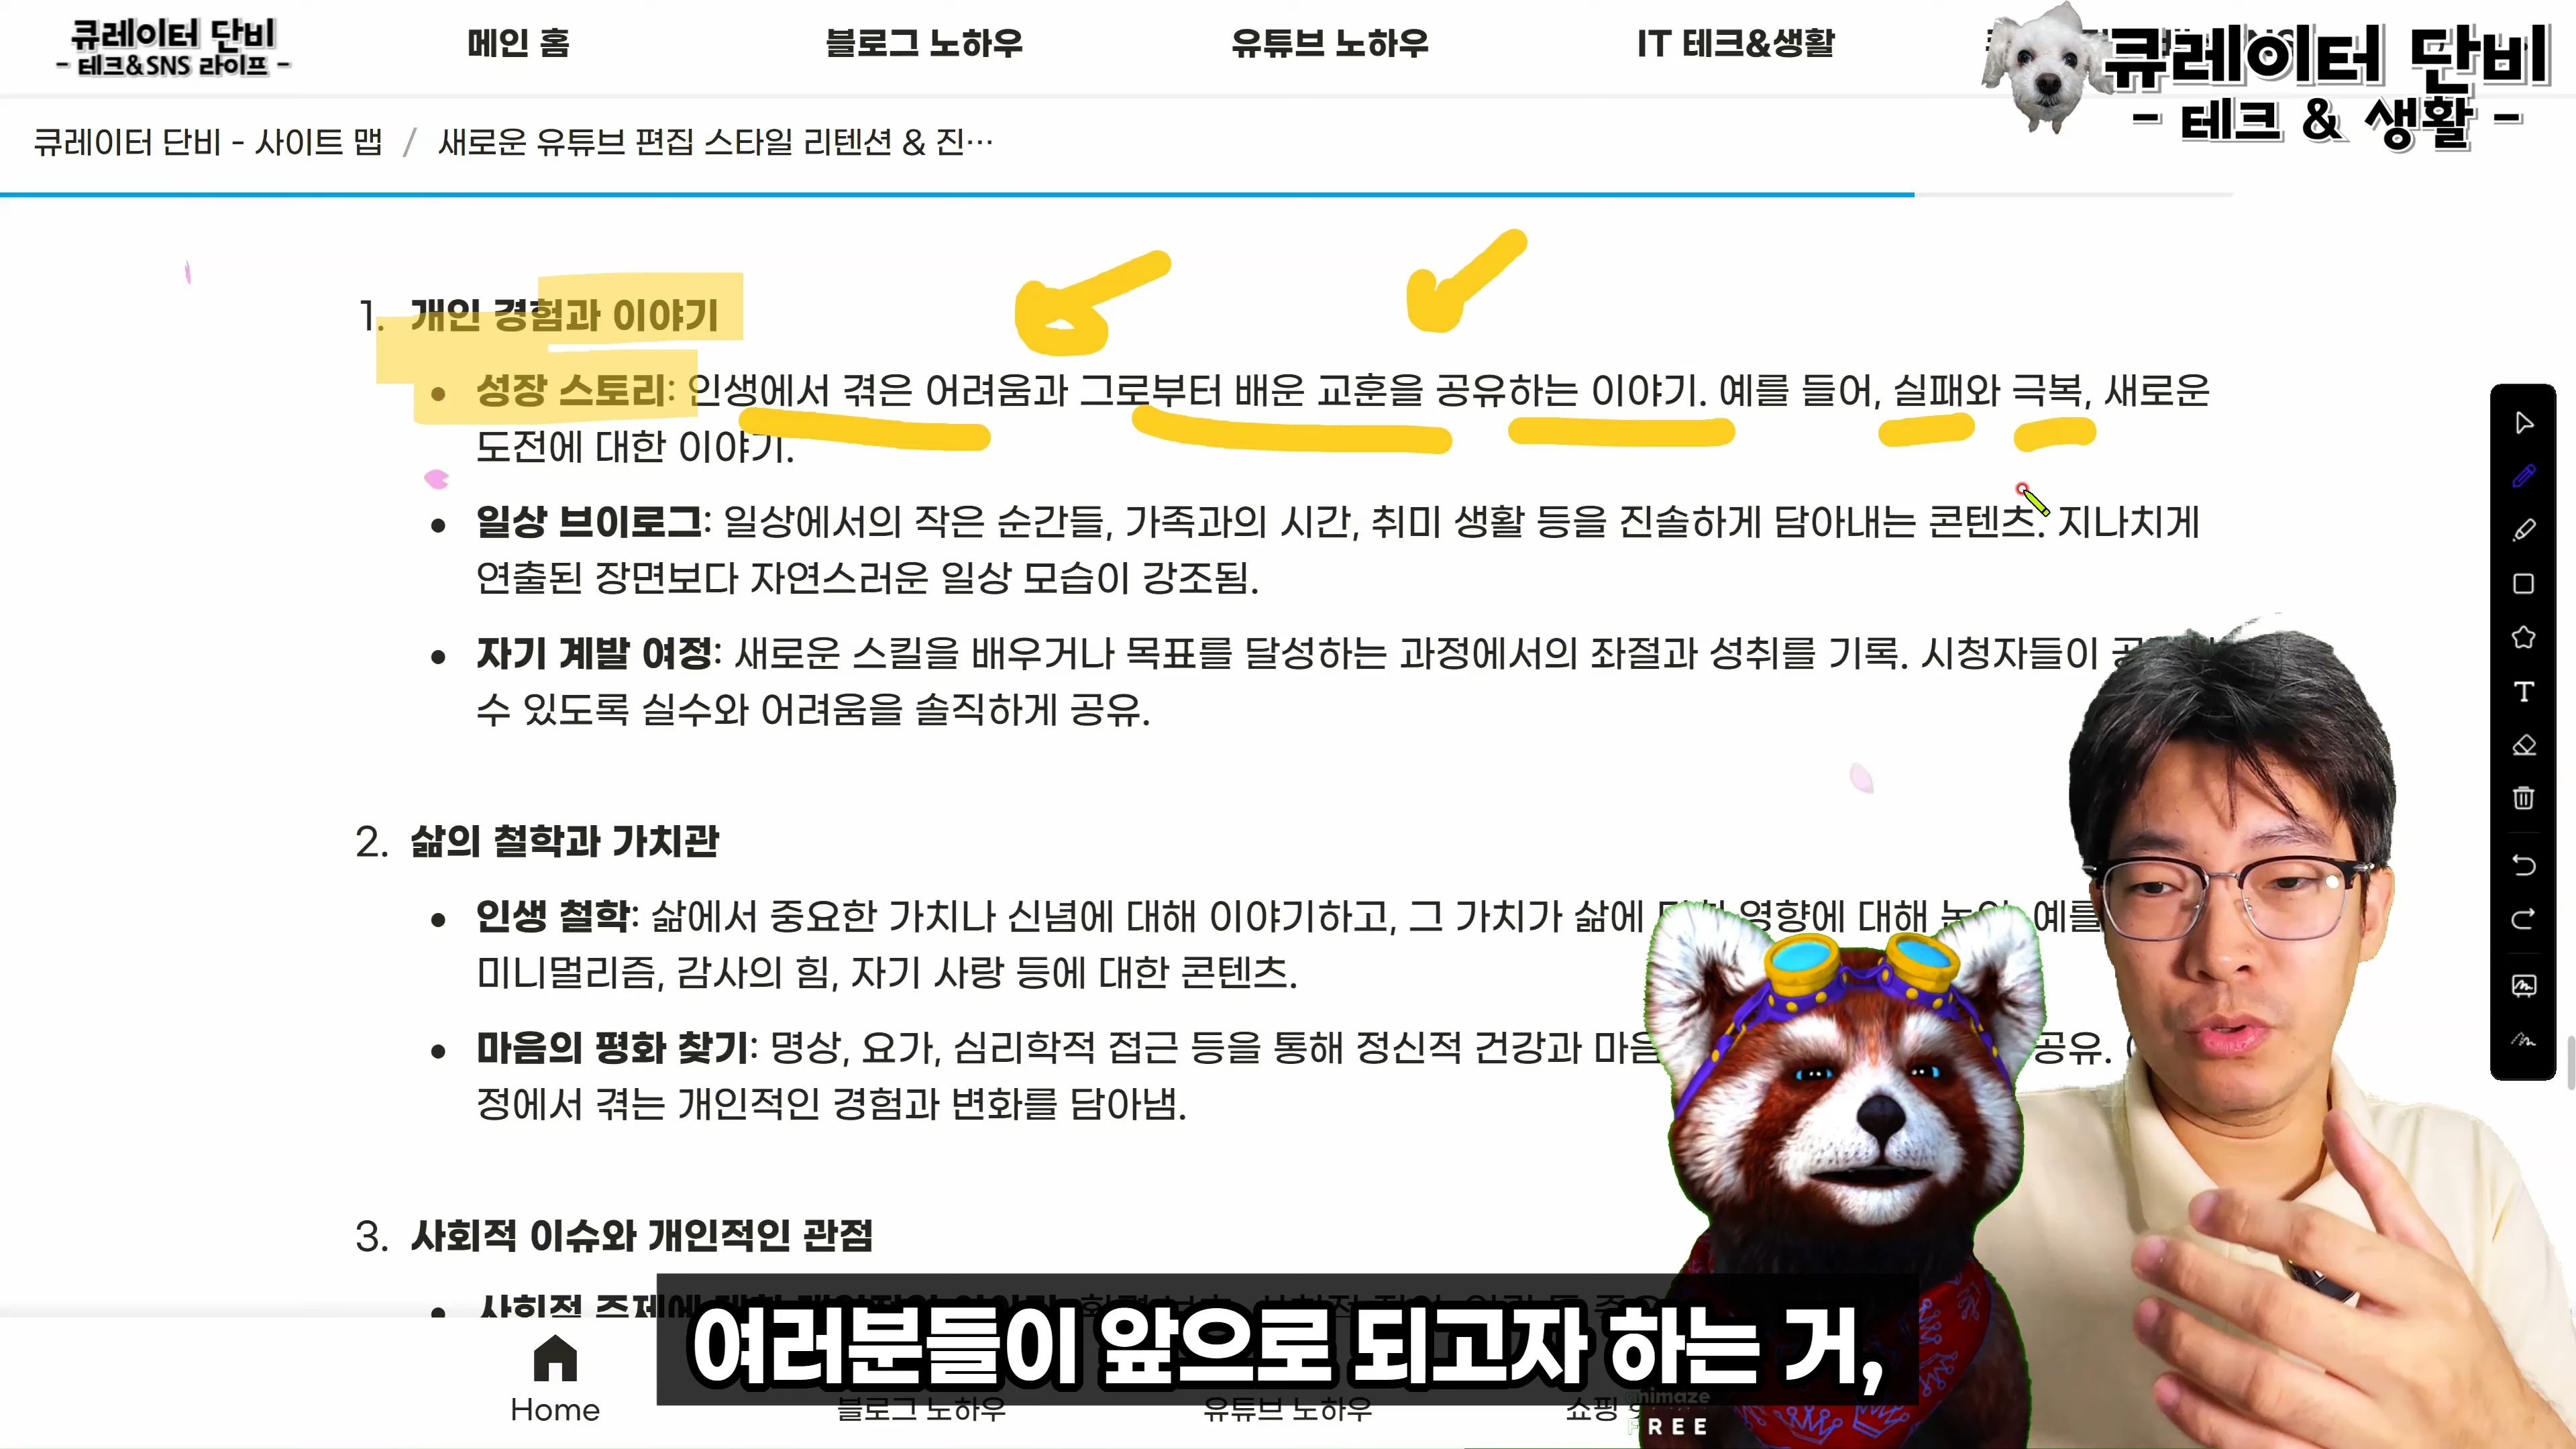 큐레이터 단비
- 테크&SNS 라이프 -
메인 홈
블로그 노하우
유튜브 노하우
IT 테크&생활
큐레이터 단비
- 테크 & 생활 -
큐레이터 단비 - 사이트 맵 / 새로운 유튜브 편집 스타일 리텐션 & 진…
1. 개인 경험과 이야기
• 성장 스토리: 인생에서 겪은 어려움과 그로부터 배운 교훈을 공유하는 이야기. 예를 들어, 실패와 극복, 새로운
도전에 대한 이야기.
• 일상 브이로그: 일상에서의 작은 순간들, 가족과의 시간, 취미 생활 등을 진솔하게 담아내는 콘텐츠. 지나치게
연출된 장면보다 자연스러운 일상 모습이 강조됨.
• 자기 계발 여정: 새로운 스킬을 배우거나 목표를 달성하는 과정에서의 좌절과 성취를 기록. 시청자들이
수 있도록 실수와 어려움을 솔직하게 공유.
2. 삶의 철학과 가치관
• 인생 철학: 삶에서 중요한 가치나 신념에 대해 이야기하고, 그 가치가 삶에 영향에 대해 예를
미니멀리즘, 감사의 힘, 자기 사랑 등에 대한 콘텐츠.
• 마음의 평화 찾기: 명상, 요가, 심리학적 접근 등을 통해 정신적 건강과 공유.
정에서 겪는 개인적인 경험과 변화를 담아냄.
3. 사회적 이슈와 개인적인 관점
여러분들이 앞으로 되고자 하는 거,
Home
블로그 노하우
유튜브 노하우
쇼핑
FREE